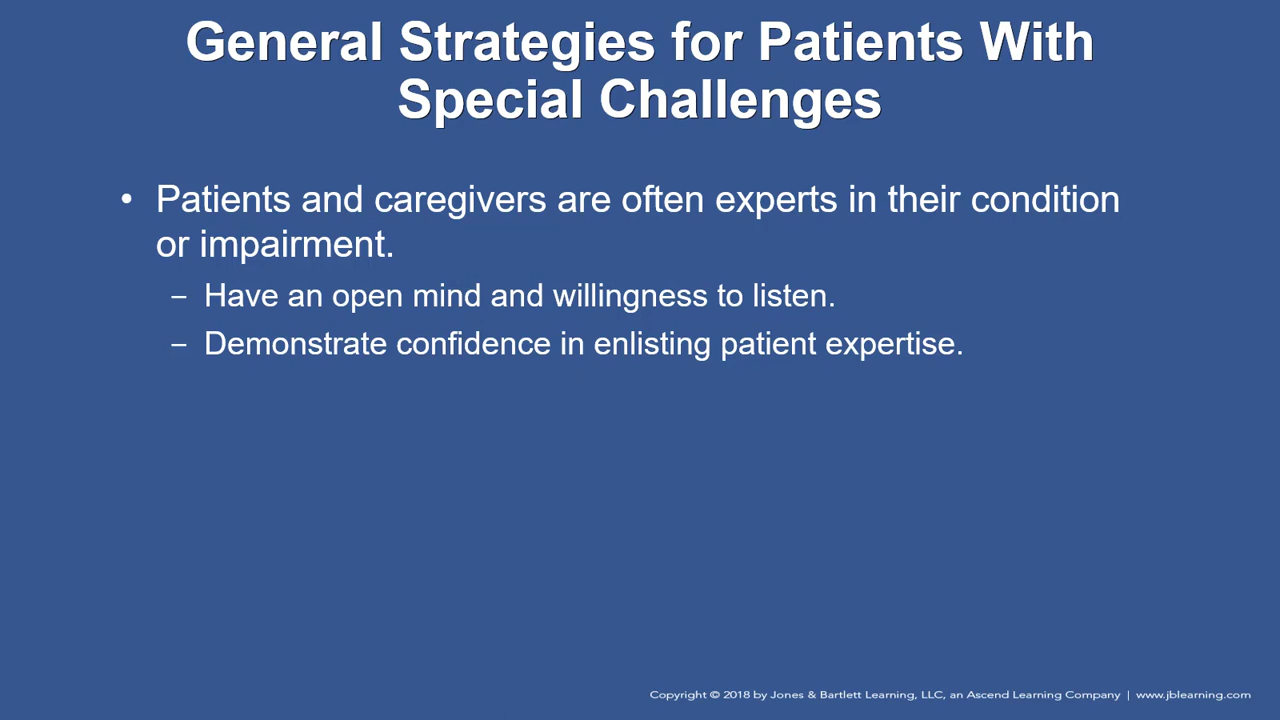 General Strategies for Patients With
Special Challenges
• Patients and caregivers are often experts in their condition
or impairment.
– Have an open mind and willingness to listen.
– Demonstrate confidence in enlisting patient expertise.
Copyright © 2018 by Jones & Bartlett Learning, LLC, an Ascend Learning Company | www.jblearning.com